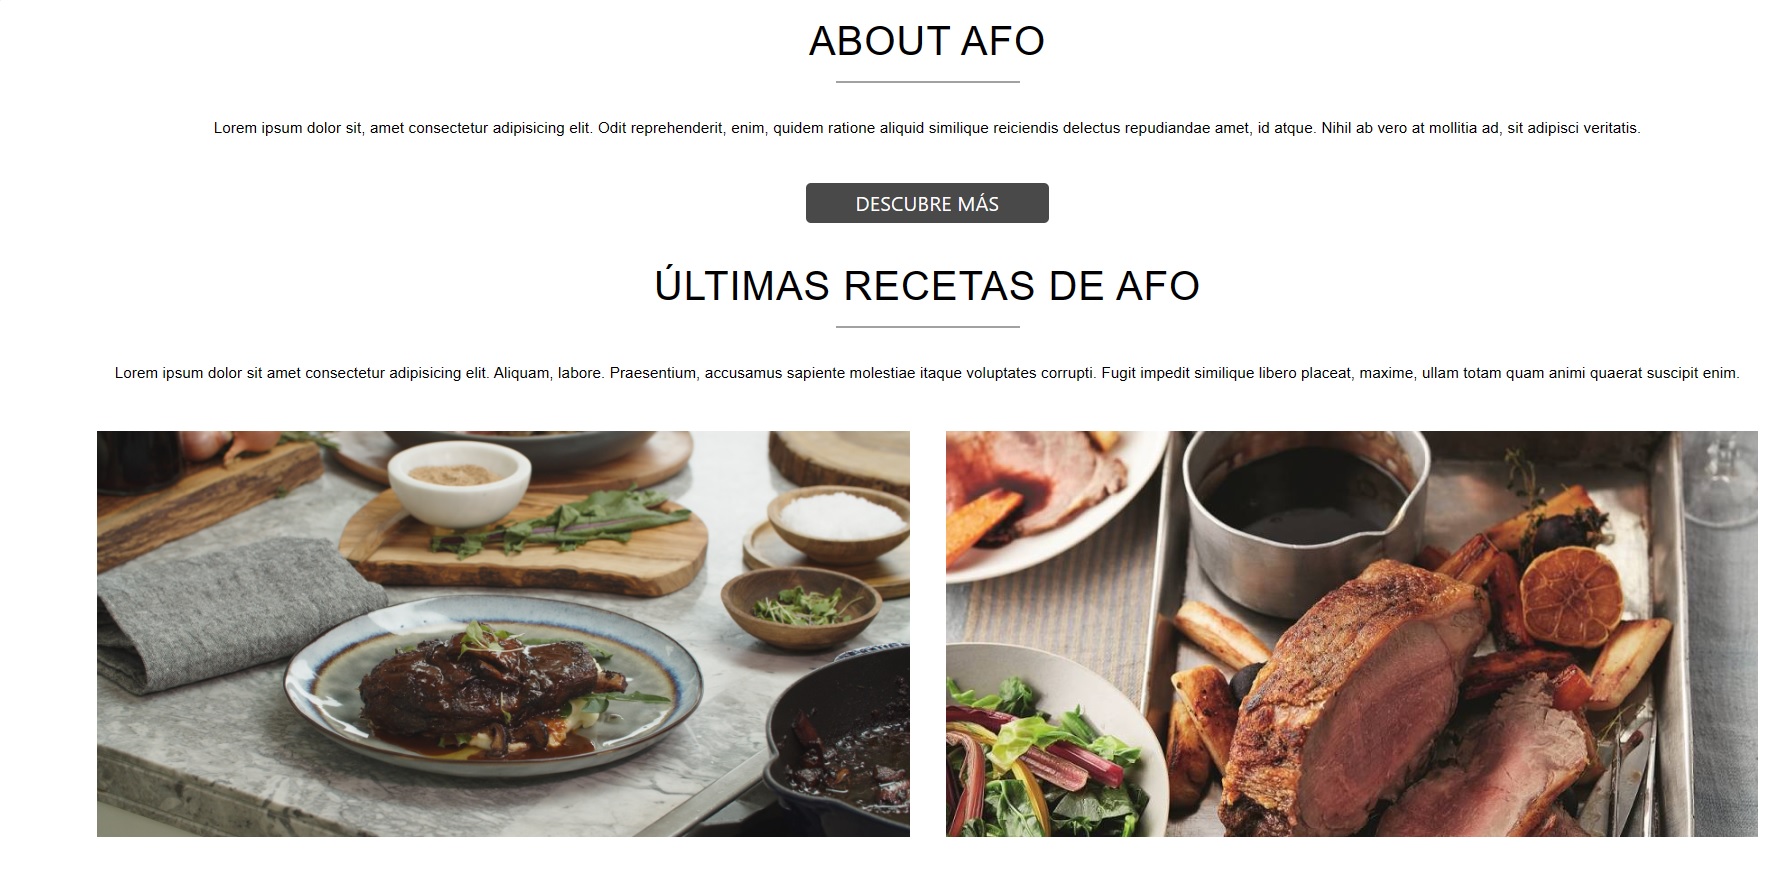 ABOUT AFO
Lorem ipsum dolor sit, amet consectetur adipisicing elit. Odit reprehenderit, enim, quidem ratione aliquid similique reiciendis delectus repudiandae amet, id atque. Nihil ab vero at mollitia ad, sit adipisci veritatis.
DESCUBRE MÁS
ÚLTIMAS RECETAS DE AFO
Lorem ipsum dolor sit amet consectetur adipisicing elit. Aliquam, labore. Praesentium, accusamus sapiente molestiae itaque voluptates corrupti. Fugit impedit similique libero placeat, maxime, ullam totam quam animi quaerat suscipit enim.